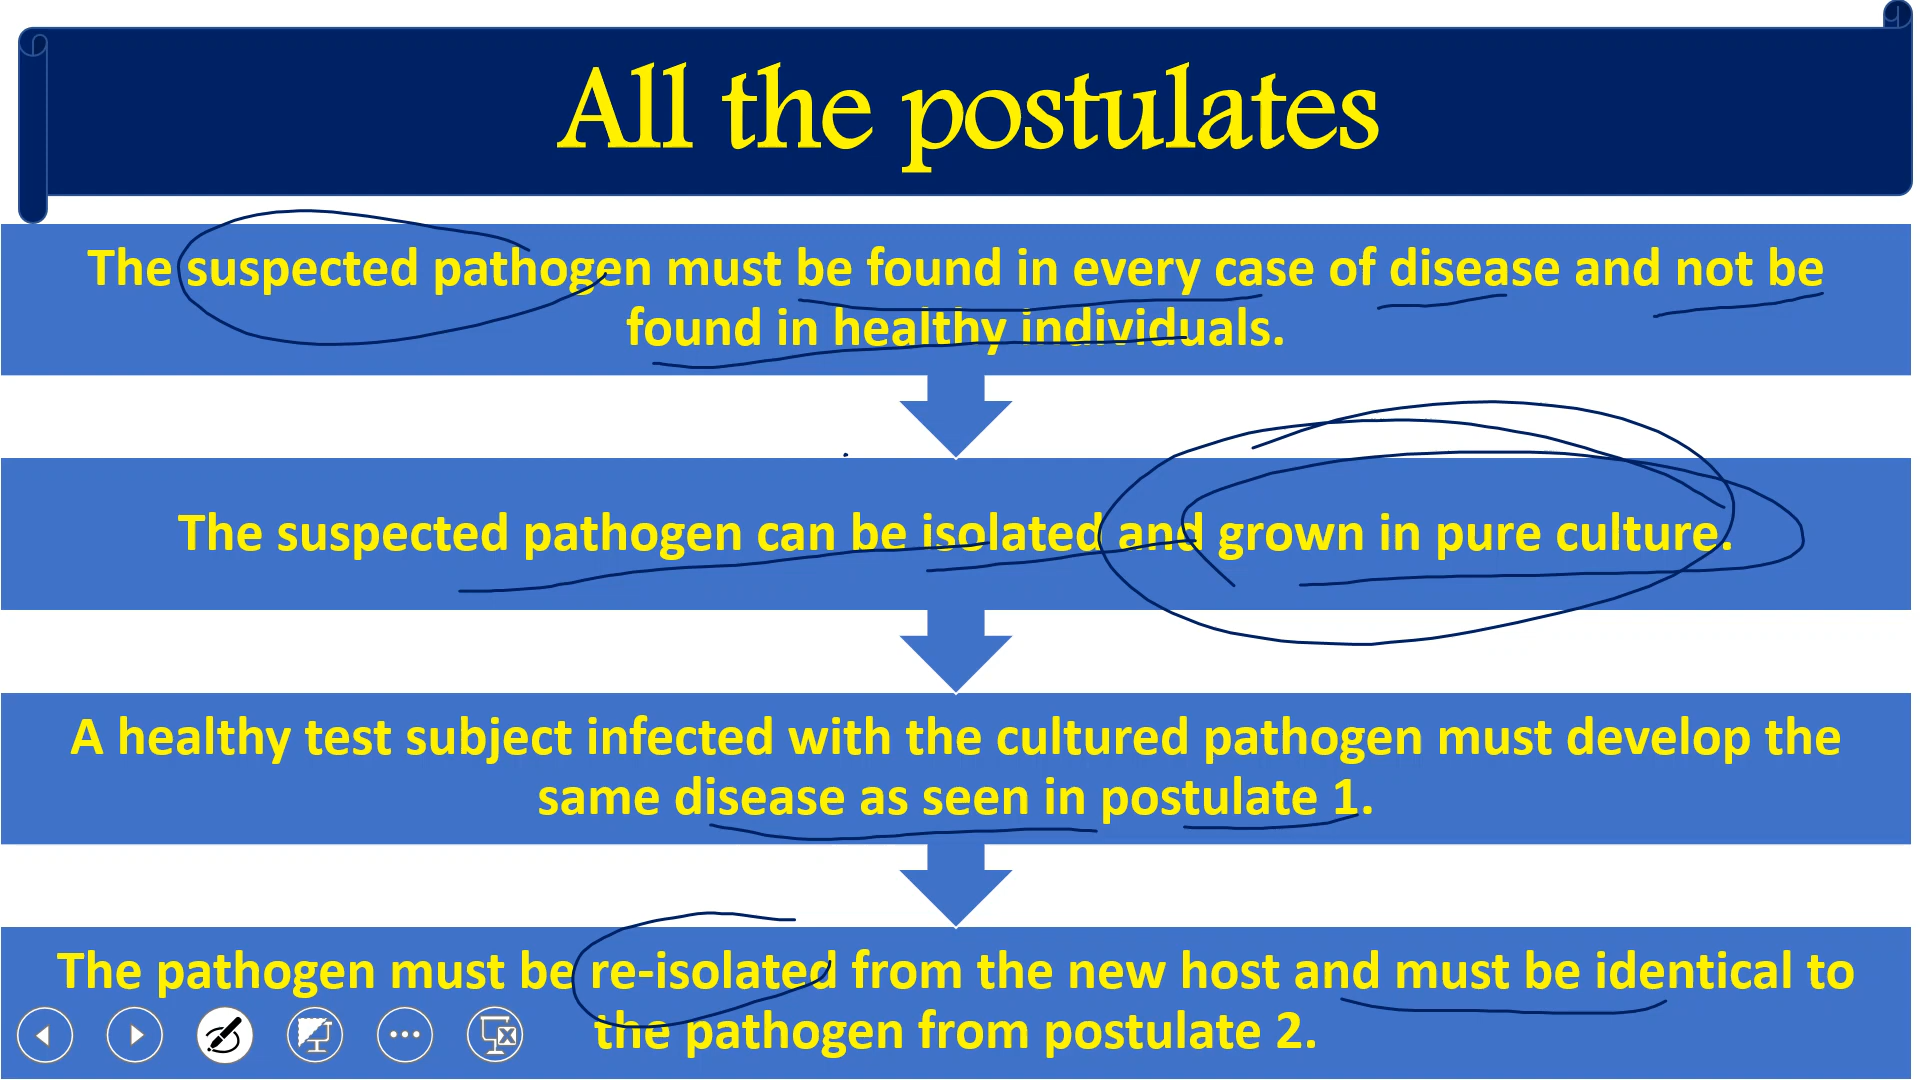 All the postulates
The suspected pathogen must be found in every case of disease and not be
found in healthy individuals.
The suspected pathogen can be isolated and grown in pure culture.
A healthy test subject infected with the cultured pathogen must develop the
same disease as seen in postulate 1.
The pathogen must be re-isolated from the new host and must be identical to
the pathogen from postulate 2.